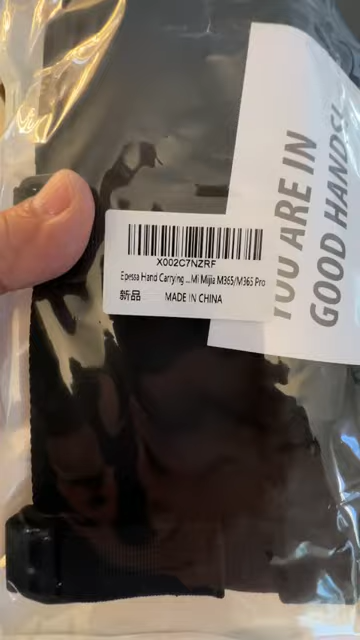 YOU ARE IN
GOOD HANDS!
X002C7NZRF
Epessa Hand Carrying ...Mi Mijia M365/M365 Pro
新品 MADE IN CHINA